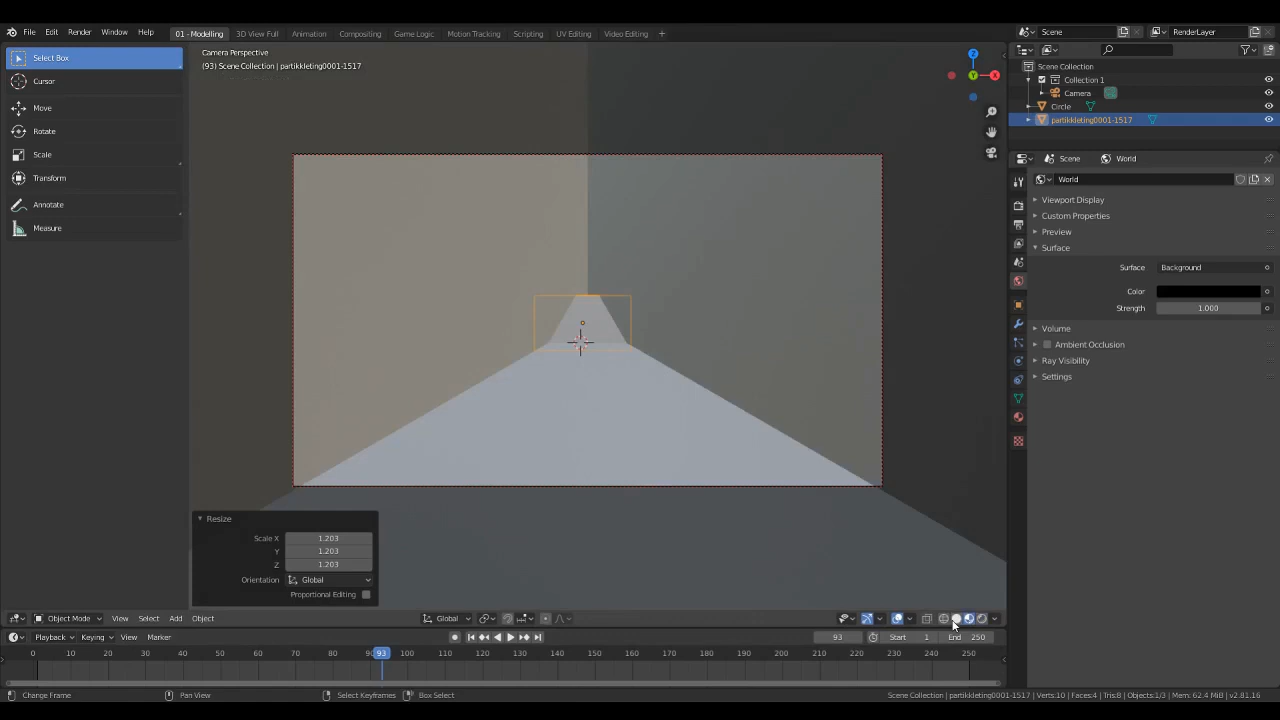 File Edit Render Window Help 01 - Modelling 3D View Full Animation Compositing Game Logic Motion Tracking Scripting UV Editing Video Editing + Scene RenderLayer
Select Box
Cursor
Move
Rotate
Scale
Transform
Annotate
Measure
Camera Perspective
(93) Scene Collection | partikkleting0001-1517
Z
Y
X
Scene Collection
Collection 1
Camera
Circle
partikkleting0001-1517
Scene World
World
Viewport Display
Custom Properties
Preview
Surface
Surface Background
Color
Strength 1.000
Volume
Ambient Occlusion
Ray Visibility
Settings
Resize
Scale X 1.203
Y 1.203
Z 1.203
Orientation Global
Proportional Editing
Object Mode View Select Add Object Global
Playback Keying View Marker 93 Start 1 End 250
0 10 20 30 40 50 60 70 80 90 93 100 110 120 130 140 150 160 170 180 190 200 210 220 230 240 250
Change Frame Pan View Select Keyframes Box Select Scene Collection | partikkleting0001-1517 | Verts:10 | Faces:4 | Tris:8 | Objects:1/3 | Mem: 62.4 MiB | v2.81.16